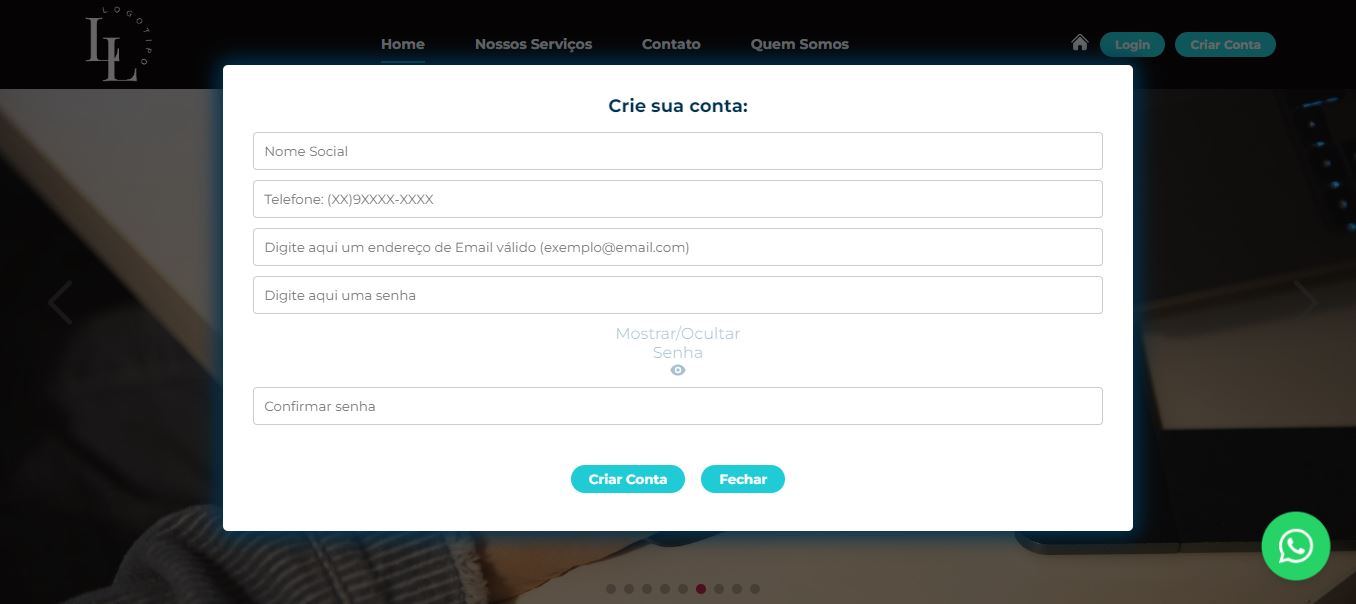 LOGOTIPO
LL
Home Nossos Serviços Contato Quem Somos Login Criar Conta
Crie sua conta:
Nome Social
Telefone: (XX)9XXXX-XXXX
Digite aqui um endereço de Email válido (exemplo@email.com)
Digite aqui uma senha
Mostrar/Ocultar
Senha
Confirmar senha
Criar Conta Fechar